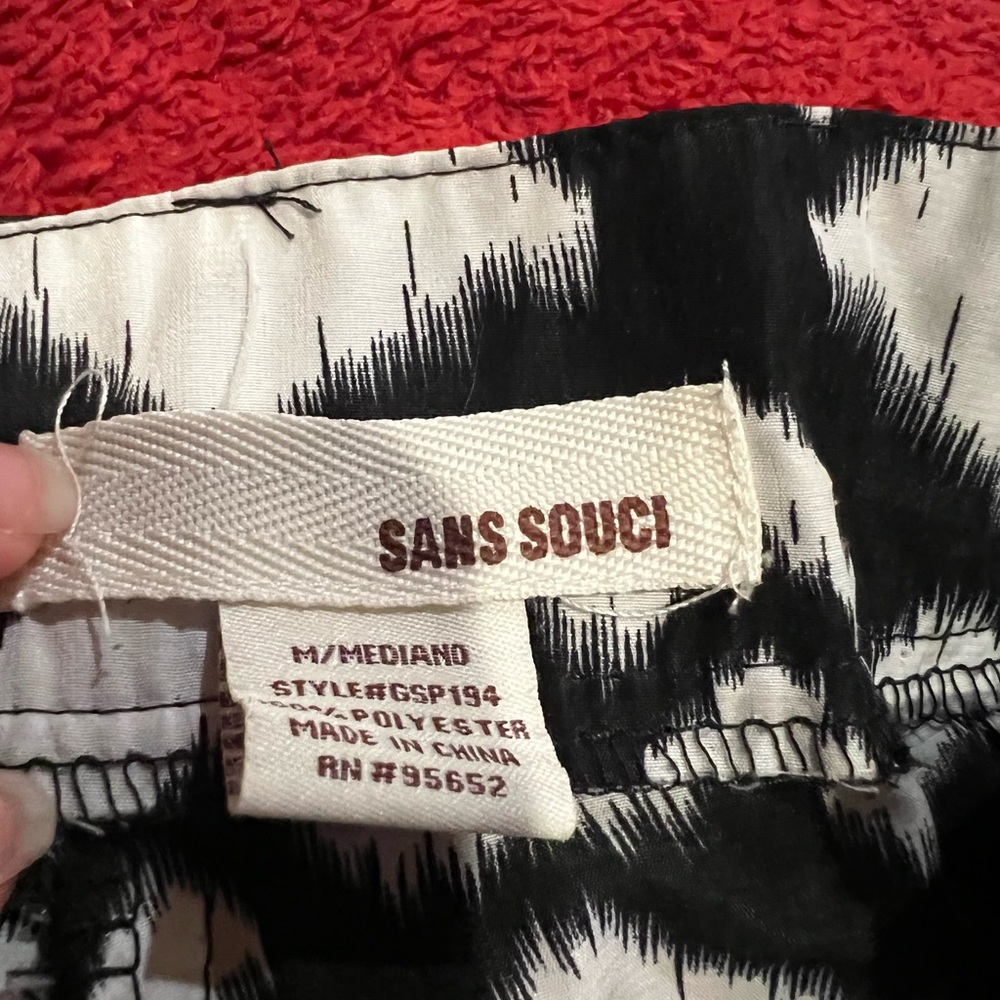 SANS SOUCI
M/MEDIANO
STYLE#GSP194
POLYESTER
MADE IN CHINA
RN #95652